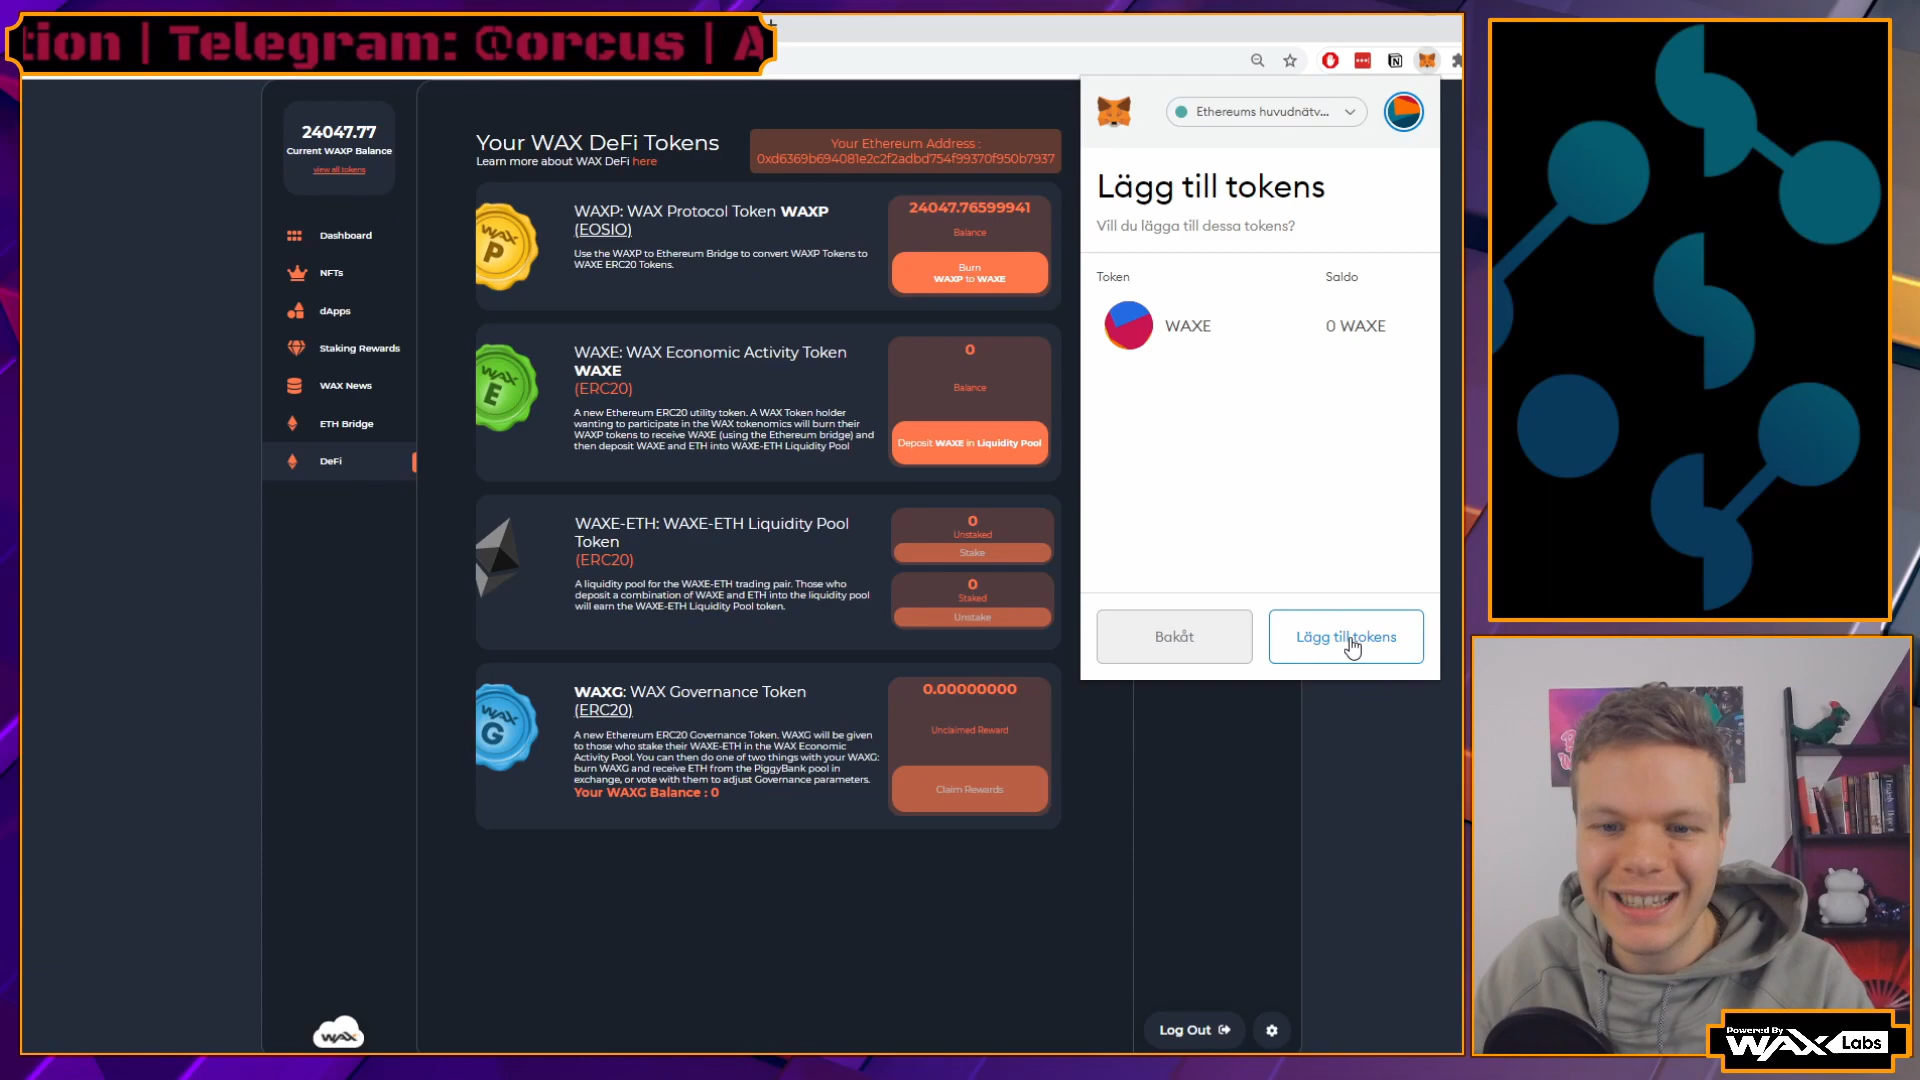 tion | Telegram: @orcus | A
24047.77
Current WAXP Balance
view all tokens
Dashboard
NFTs
dApps
Staking Rewards
WAX News
ETH Bridge
DeFi
WAX
Your WAX DeFi Tokens
Learn more about WAX DeFi here
Your Ethereum Address :
0xd6369b694081e2c2f2adbd754f99370f950b7937
WAX
P
WAXP: WAX Protocol Token WAXP
(EOSIO)
Use the WAXP to Ethereum Bridge to convert WAXP Tokens to
WAXE ERC20 Tokens.
24047.76599941
Balance
Burn
WAXP to WAXE
WAX
E
WAXE: WAX Economic Activity Token
WAXE
(ERC20)
A new Ethereum ERC20 utility token. A WAX Token holder
wanting to participate in the WAX tokenomics will burn their
WAXP tokens to receive WAXE (using the Ethereum bridge) and
then deposit WAXE and ETH into WAXE-ETH Liquidity Pool
0
Balance
Deposit WAXE in Liquidity Pool
WAXE-ETH: WAXE-ETH Liquidity Pool
Token
(ERC20)
A liquidity pool for the WAXE-ETH trading pair. Those who
deposit a combination of WAXE and ETH into the liquidity pool
will earn the WAXE-ETH Liquidity Pool token.
0
Unstaked
Stake
0
Staked
Unstake
WAX
G
WAXG: WAX Governance Token
(ERC20)
A new Ethereum ERC20 Governance Token. WAXG will be given
to those who stake their WAXE-ETH in the WAX Economic
Activity Pool. You can then do one of two things with your WAXG:
burn WAXG and receive ETH from the PiggyBank pool in
exchange, or vote with them to adjust Governance parameters.
Your WAXG Balance : 0
0.00000000
Unclaimed Reward
Claim Rewards
Ethereums huvudnätv...
Lägg till tokens
Vill du lägga till dessa tokens?
Token
Saldo
WAXE
0 WAXE
Bakåt
Lägg till tokens
Log Out
Powered By
WAX Labs